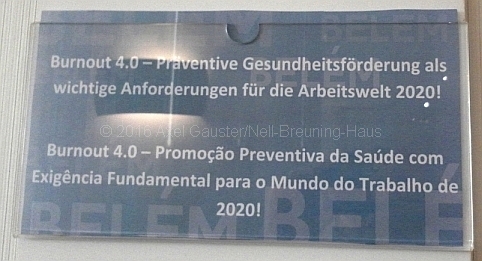 BELÉM
Burnout 4.0 – Präventive Gesundheitsförderung als
wichtige Anforderungen für die Arbeitswelt 2020!
© 2016 Axel Gauster/Nell-Breuning-Haus
Burnout 4.0 – Promoção Preventiva da Saúde com
Exigência Fundamental para o Mundo do Trabalho de
2020!
BELÉM BELÉ